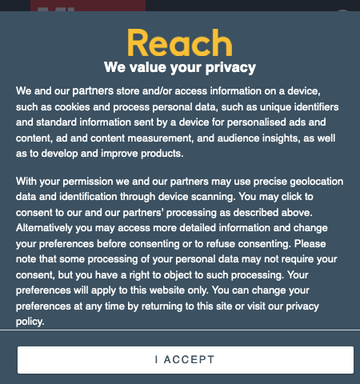 Reach
We value your privacy
We and our partners store and/or access information on a device,
such as cookies and process personal data, such as unique identifiers
and standard information sent by a device for personalised ads and
content, ad and content measurement, and audience insights, as well
as to develop and improve products.
With your permission we and our partners may use precise geolocation
data and identification through device scanning. You may click to
consent to our and our partners' processing as described above.
Alternatively you may access more detailed information and change
your preferences before consenting or to refuse consenting. Please
note that some processing of your personal data may not require your
consent, but you have a right to object to such processing. Your
preferences will apply to this website only. You can change your
preferences at any time by returning to this site or visit our privacy
policy.
I ACCEPT